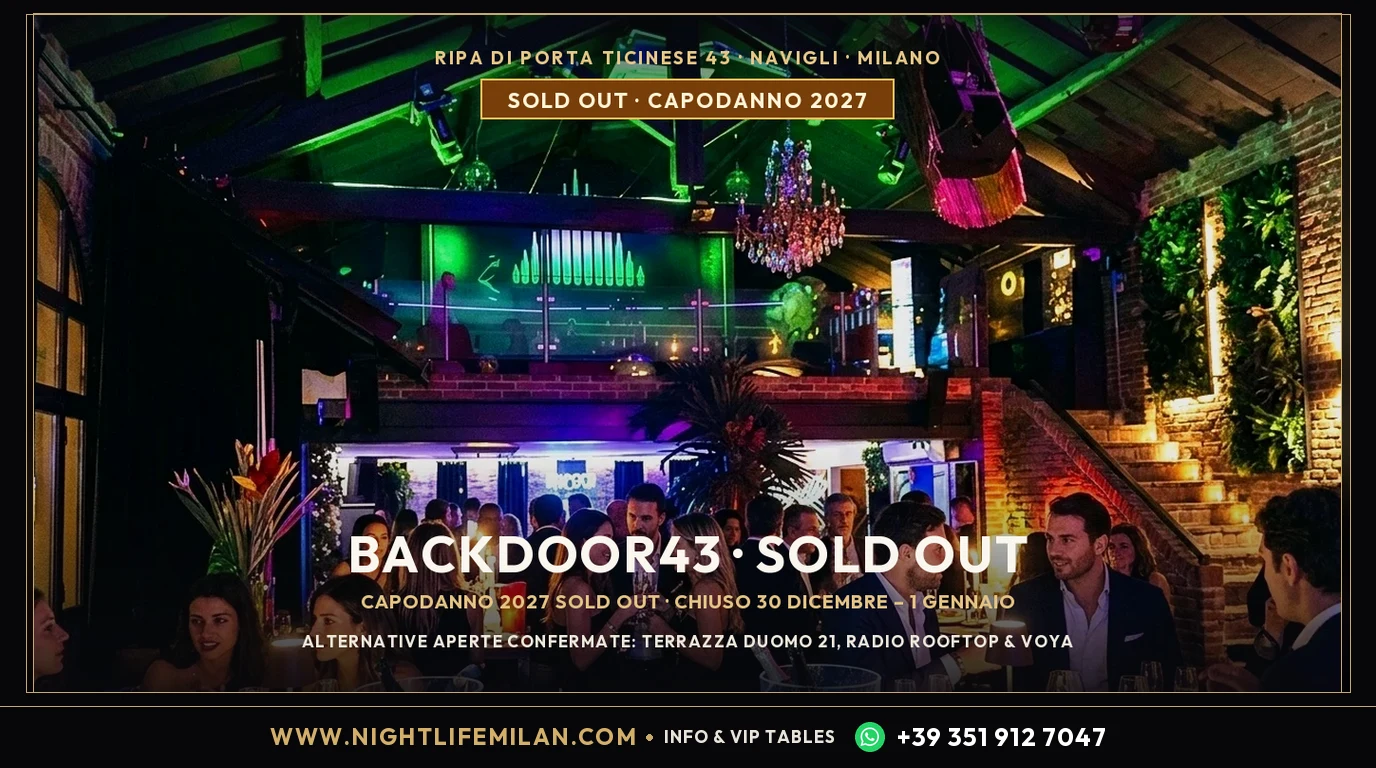 RIPA DI PORTA TICINESE 43 · NAVIGLI · MILANO
SOLD OUT · CAPODANNO 2027
BACKDOOR43 · SOLD OUT
CAPODANNO 2027 SOLD OUT · CHIUSO 30 DICEMBRE – 1 GENNAIO
ALTERNATIVE APERTE CONFERMATE: TERRAZZA DUOMO 21, RADIO ROOFTOP & VOYA
WWW.NIGHTLIFEMILAN.COM • INFO & VIP TABLES +39 351 912 7047